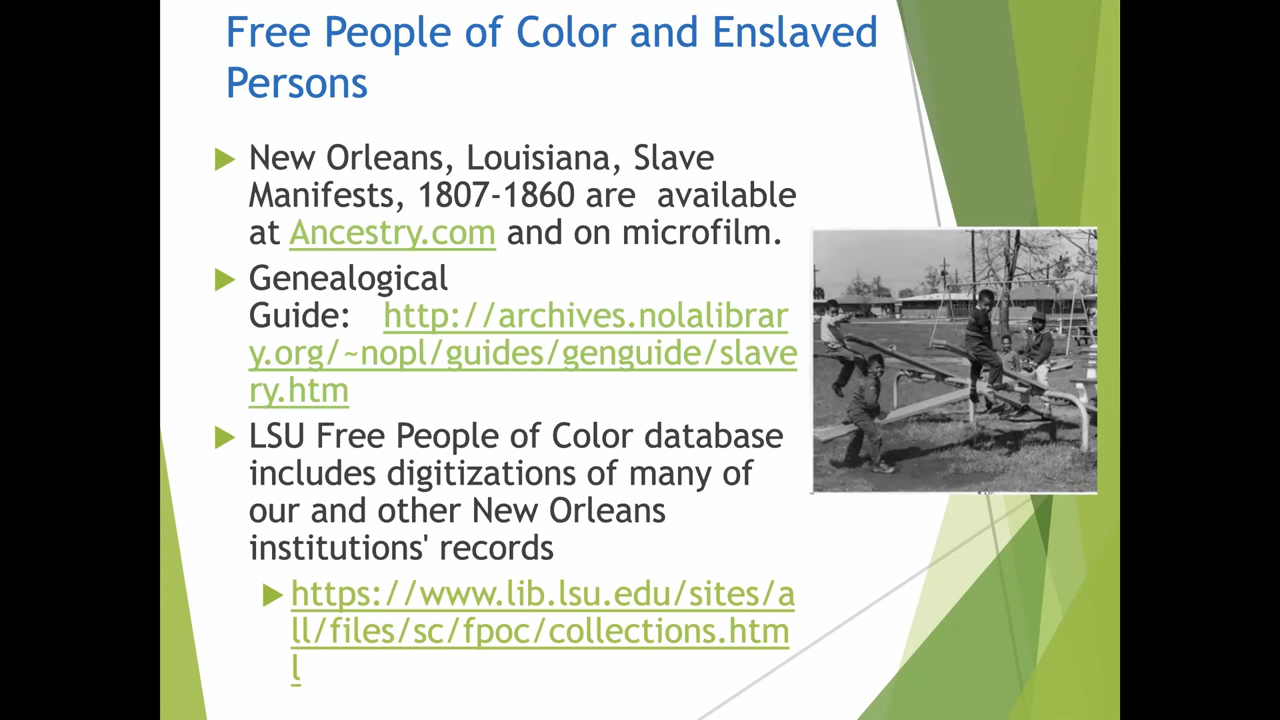 Free People of Color and Enslaved
Persons
New Orleans, Louisiana, Slave
Manifests, 1807-1860 are  available
at Ancestry.com and on microfilm.
Genealogical
Guide:   http://archives.nolalibrar
y.org/~nopl/guides/genguide/slave
ry.htm
LSU Free People of Color database
includes digitizations of many of
our and other New Orleans
institutions' records
https://www.lib.lsu.edu/sites/a
ll/files/sc/fpoc/collections.htm
l